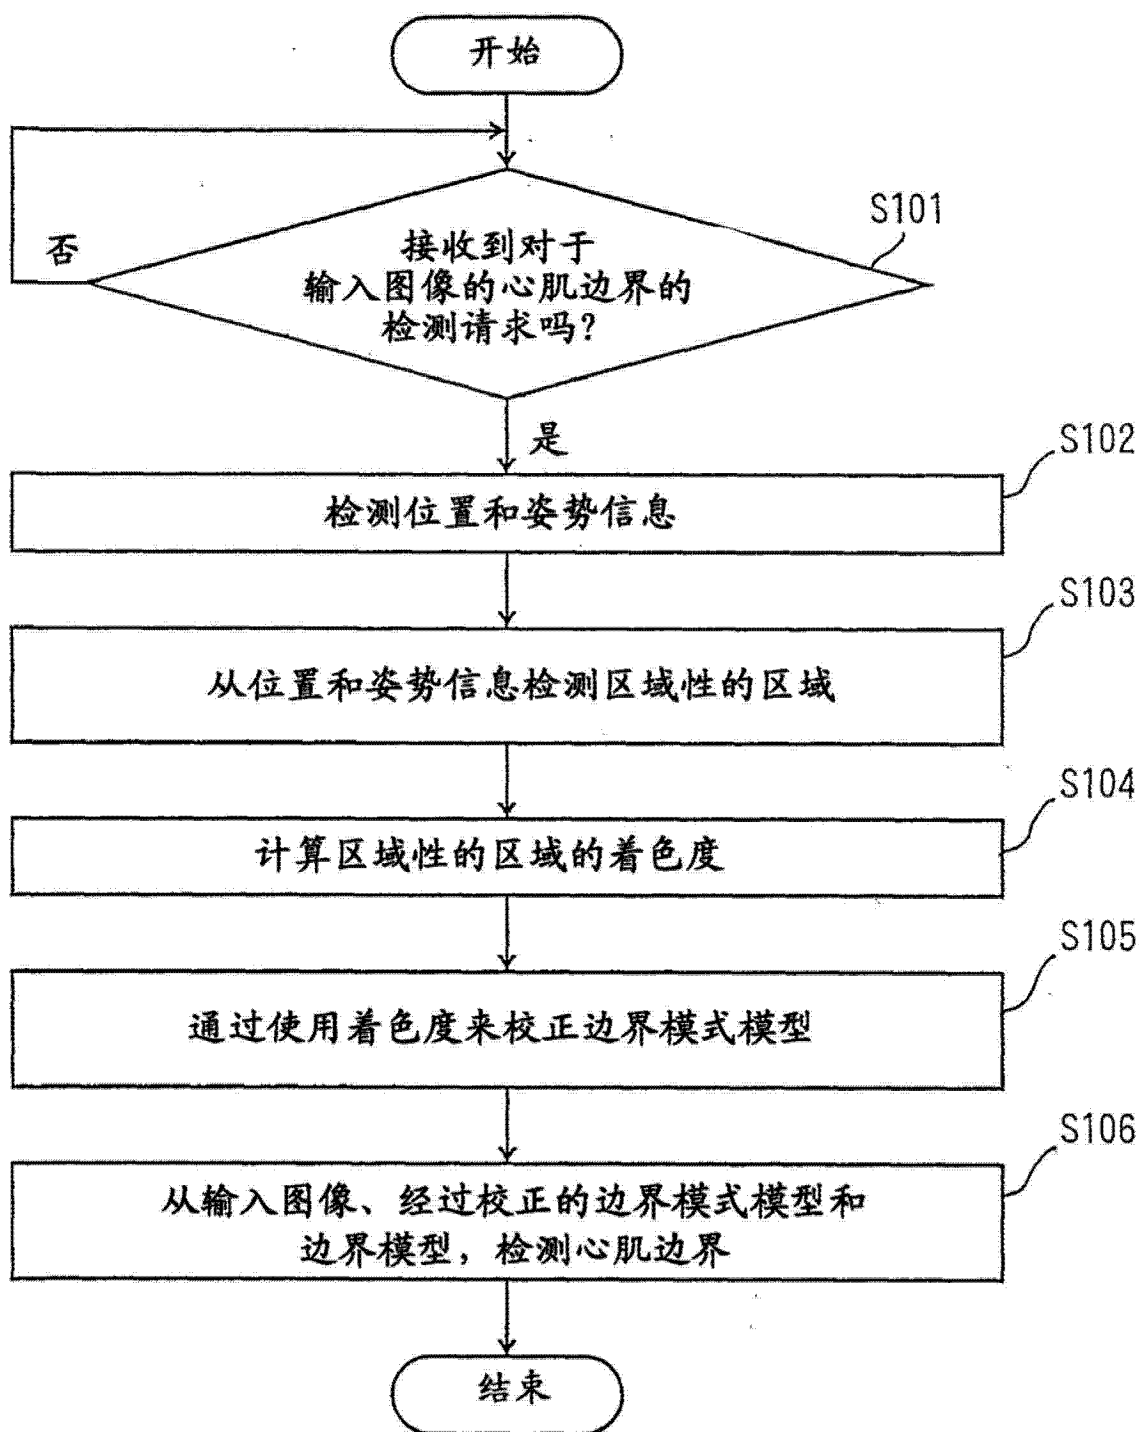 开始
S101
否
接收到对于
输入图像的心肌边界的
检测请求吗?
是
S102
检测位置和姿势信息
S103
从位置和姿势信息检测区域性的区域
S104
计算区域性的区域的着色度
S105
通过使用着色度来校正边界模式模型
S106
从输入图像、经过校正的边界模式模型和
边界模型，检测心肌边界
结束